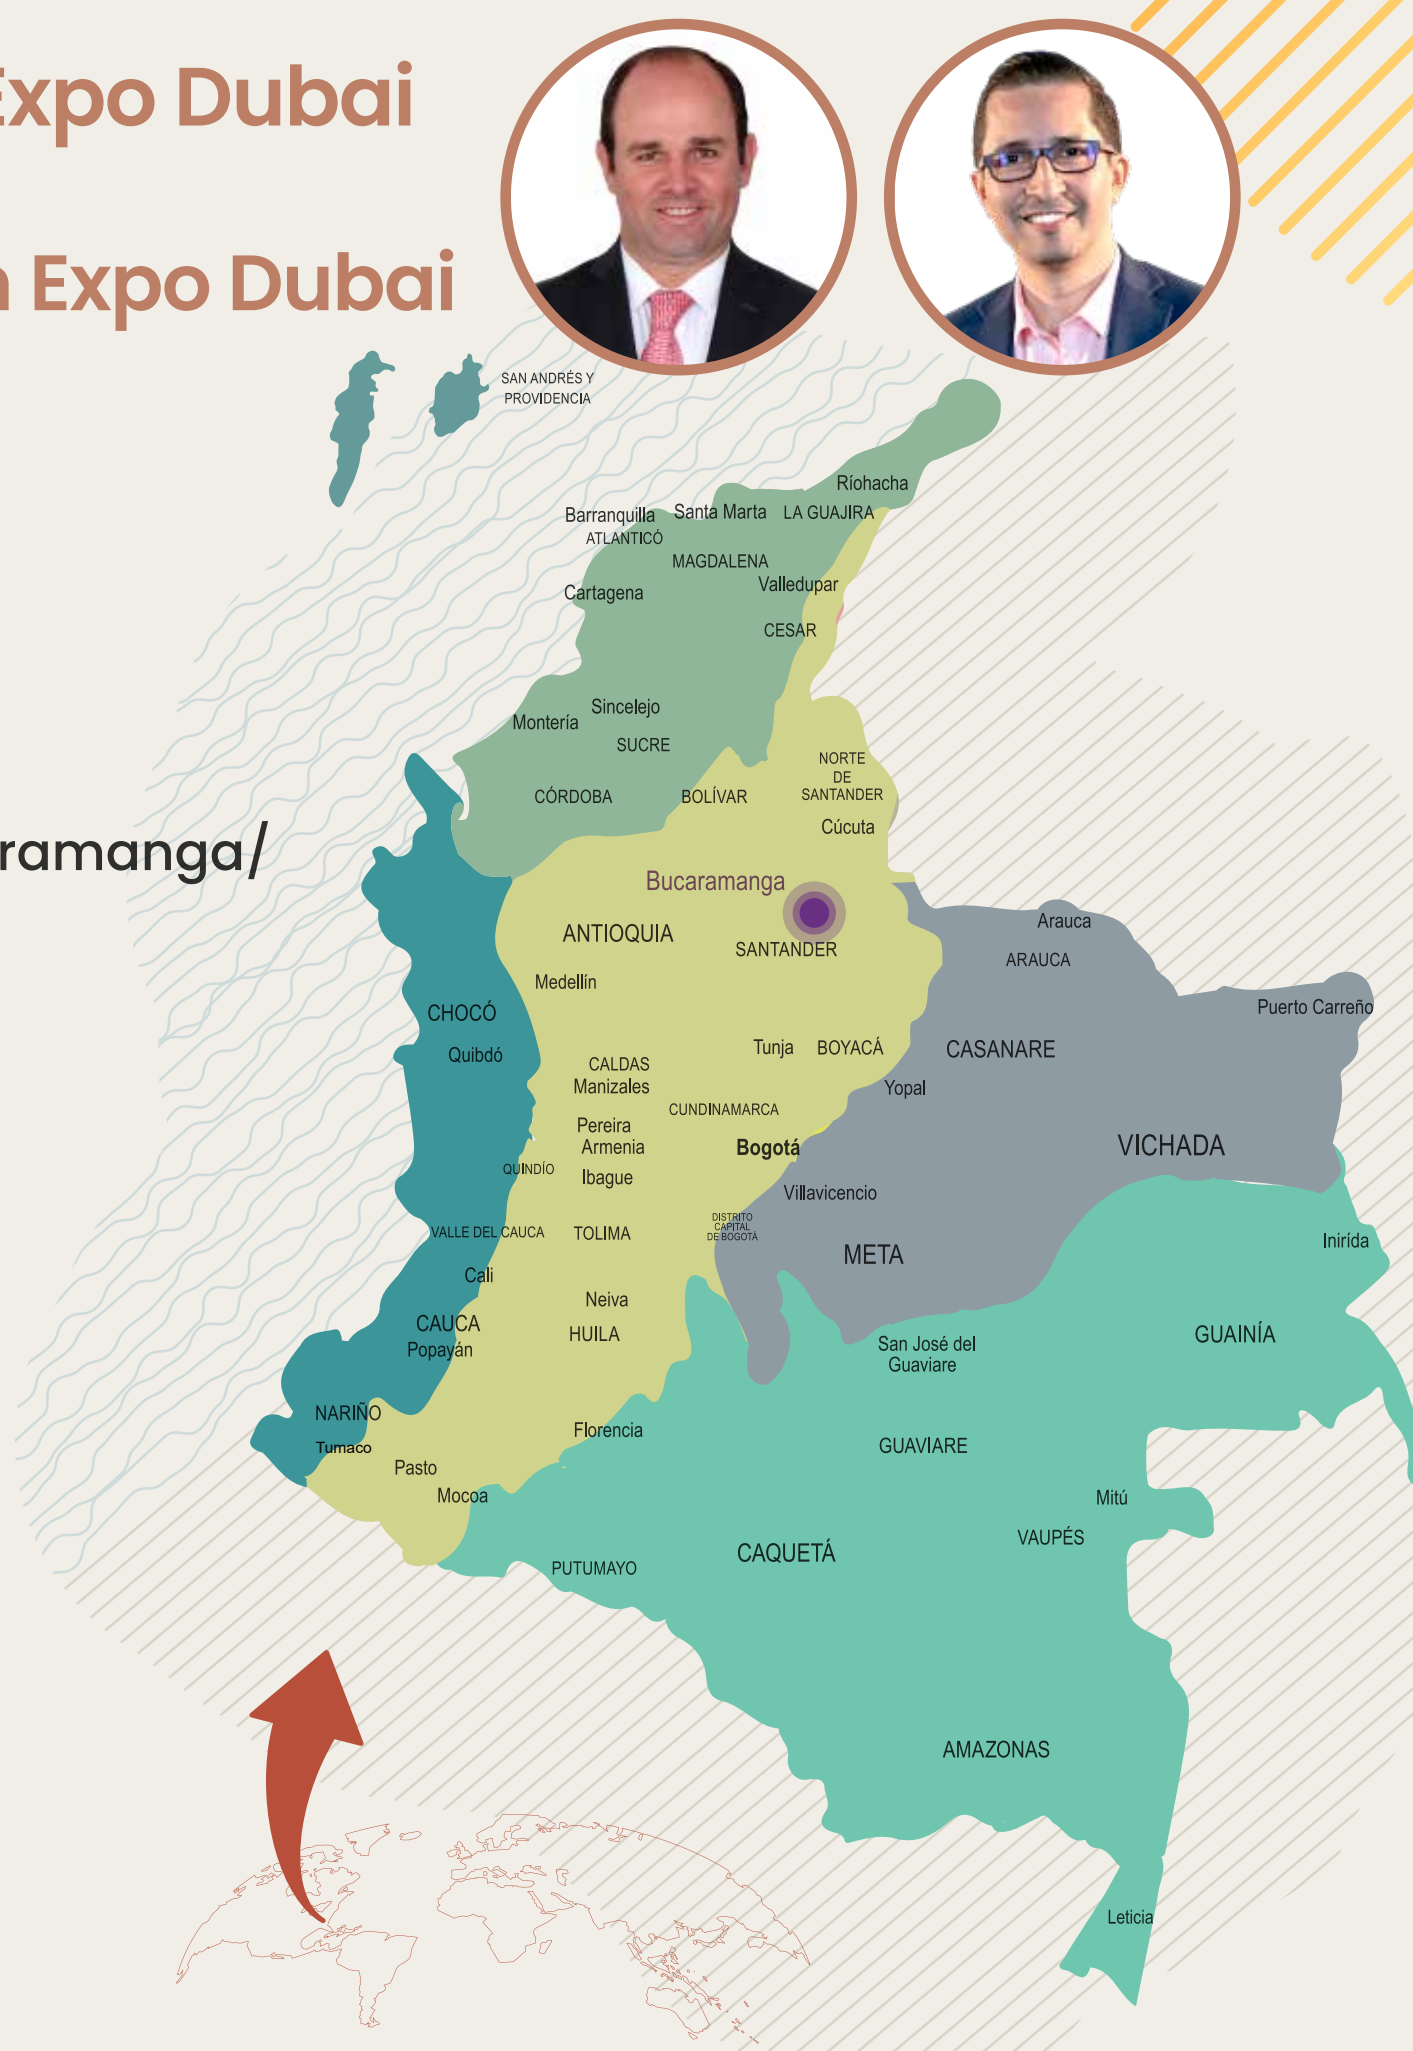 Expo Dubai
n Expo Dubai
SAN ANDRÉS Y
PROVIDENCIA
Ríohacha
Barranquilla
Santa Marta
LA GUAJIRA
ATLANTICÓ
MAGDALENA
Valledupar
Cartagena
CESAR
Sincelejo
Montería
SUCRE
NORTE
DE
SANTANDER
CÓRDOBA
BOLÍVAR
Cúcuta
ramanga/
Bucaramanga
ANTIOQUIA
SANTANDER
Arauca
ARAUCA
Medellín
CHOCÓ
Puerto Carreño
Quibdó
Tunja
BOYACÁ
CASANARE
CALDAS
Manizales
Yopal
CUNDINAMARCA
Pereira
Armenia
Bogotá
VICHADA
QUINDÍO
Ibague
Villavicencio
DISTRITO
CAPITAL
DE BOGOTÁ
VALLE DEL CAUCA
TOLIMA
META
Inirída
Cali
Neiva
CAUCA
HUILA
Popayán
San José del
Guaviare
GUAINÍA
NARIÑO
Tumaco
Florencia
GUAVIARE
Pasto
Mocoa
Mitú
VAUPÉS
CAQUETÁ
PUTUMAYO
AMAZONAS
Leticia